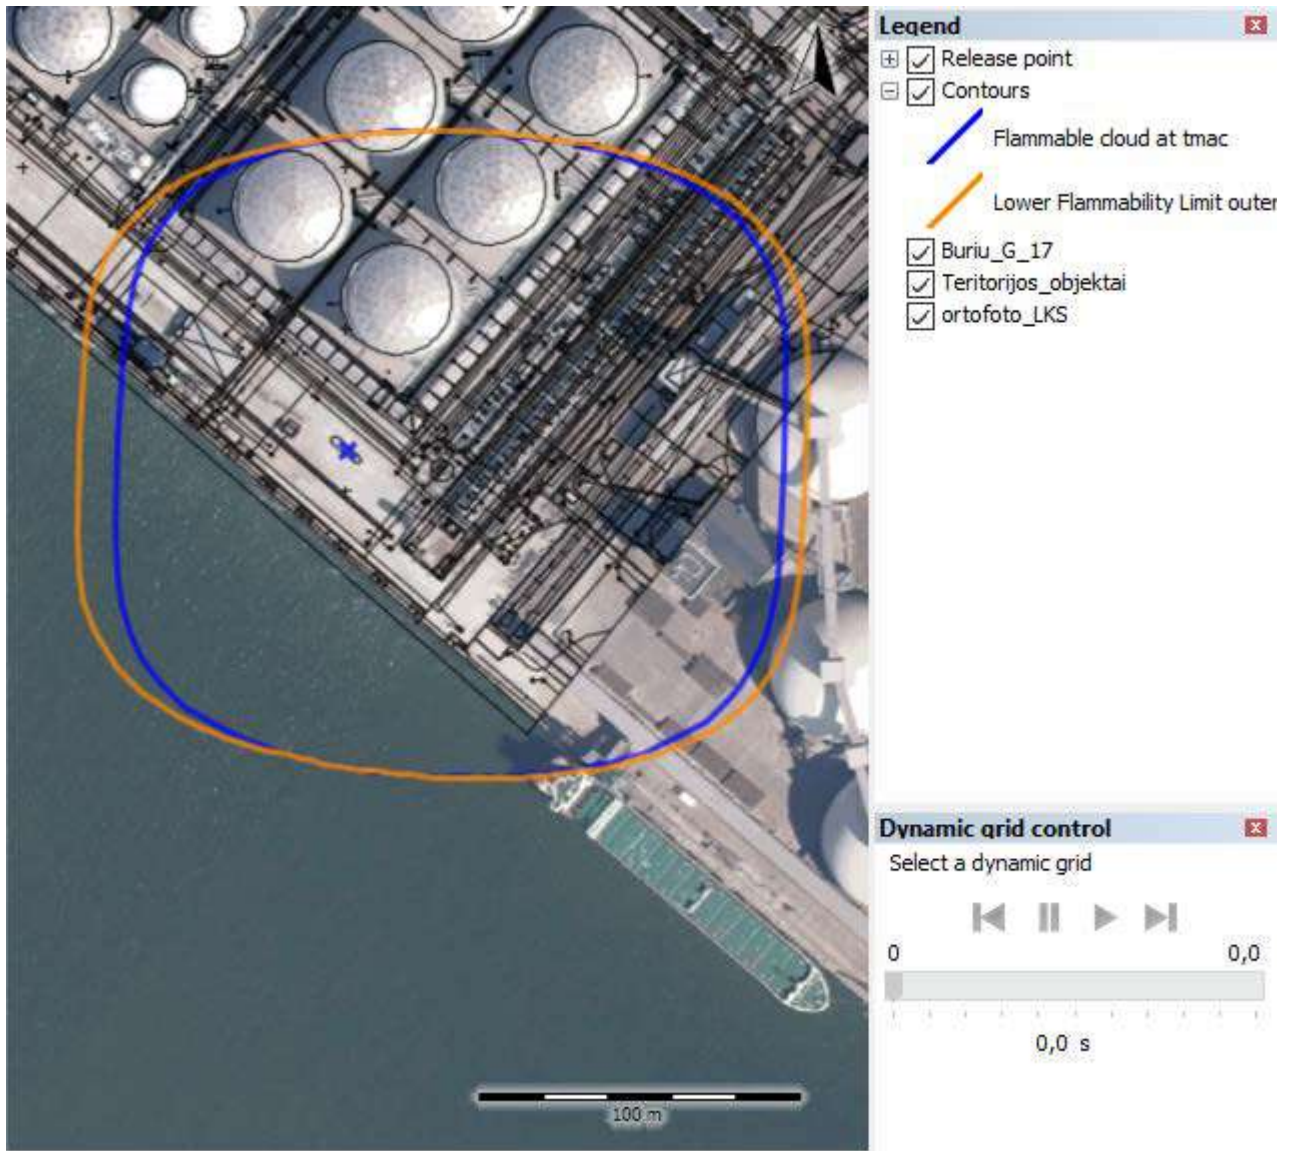 Legend
Release point
Contours
Flammable cloud at tmac
Lower Flammability Limit outer
Buriu_G_17
Teritorijos_objektai
ortofoto_LKS
Dynamic grid control
Select a dynamic grid
0 0,0
0,0 s
100 m